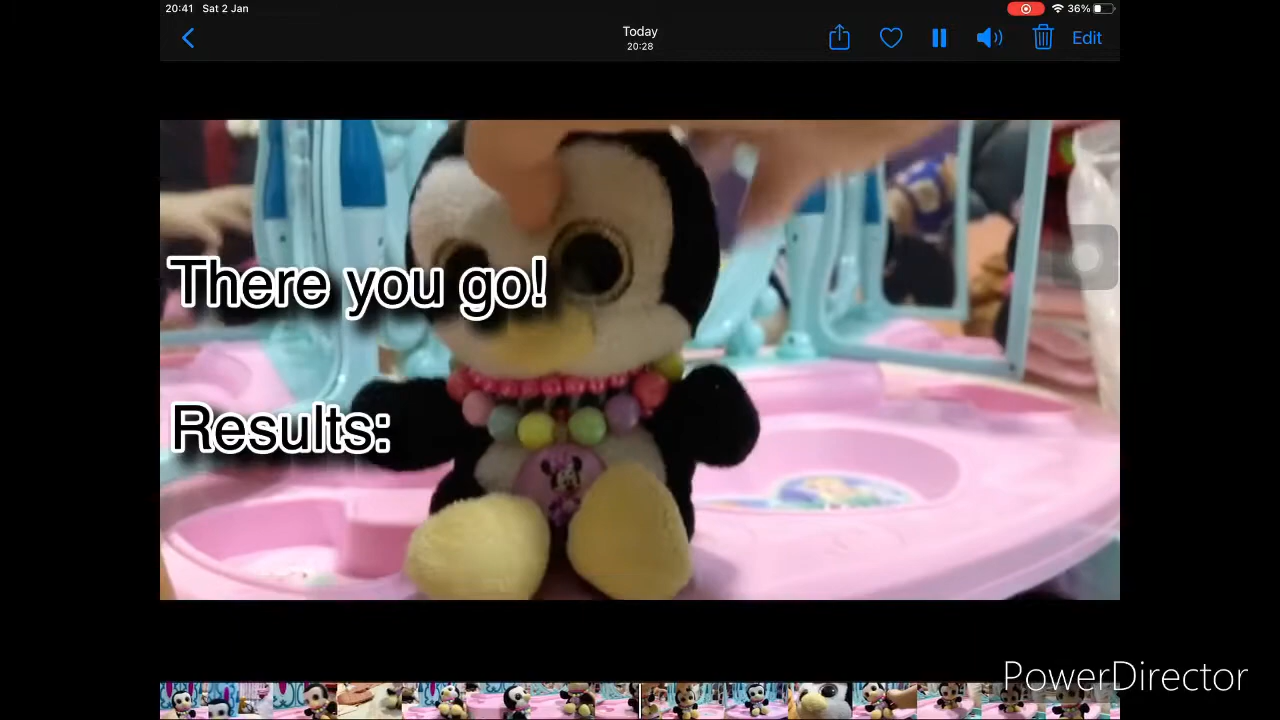 20:41 Sat 2 Jan 36%
Today
20:28
Edit
There you go!
Results:
PowerDirector